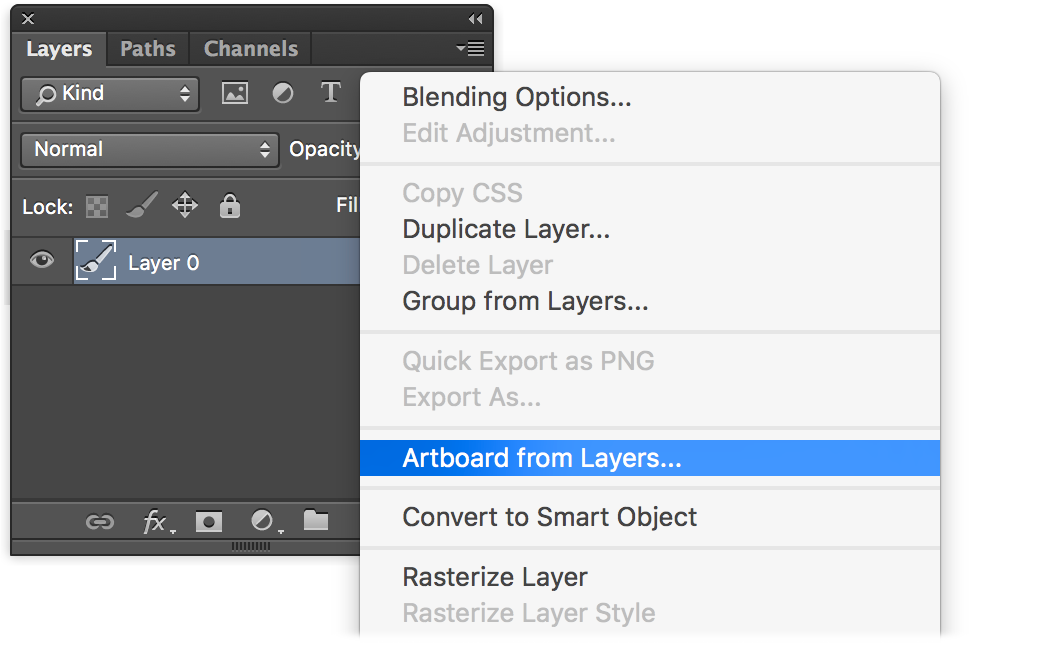 Layers Paths Channels
Kind T
Normal Opacity
Lock: Fil
Layer 0
fx
Blending Options...
Edit Adjustment...
Copy CSS
Duplicate Layer...
Delete Layer
Group from Layers...
Quick Export as PNG
Export As...
Artboard from Layers...
Convert to Smart Object
Rasterize Layer
Rasterize Layer Style